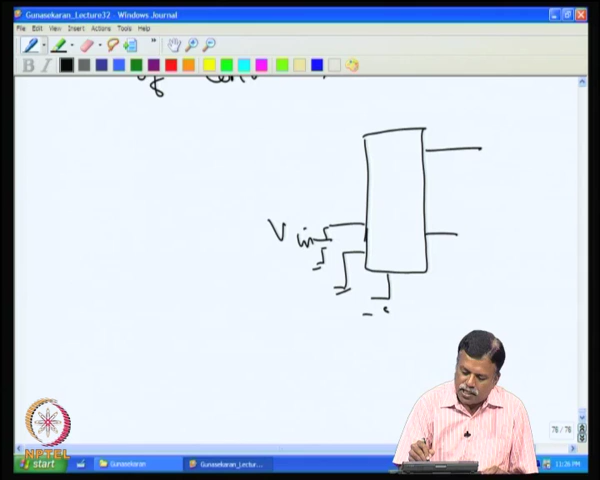 Gunasekaran_Lecture32 - Windows Journal
File Edit View Insert Actions Tools Help
B I
of
V in
78 / 78
NPTEL
start
Gunasekaran
Gunasekaran_Lectur...
11:26 PM